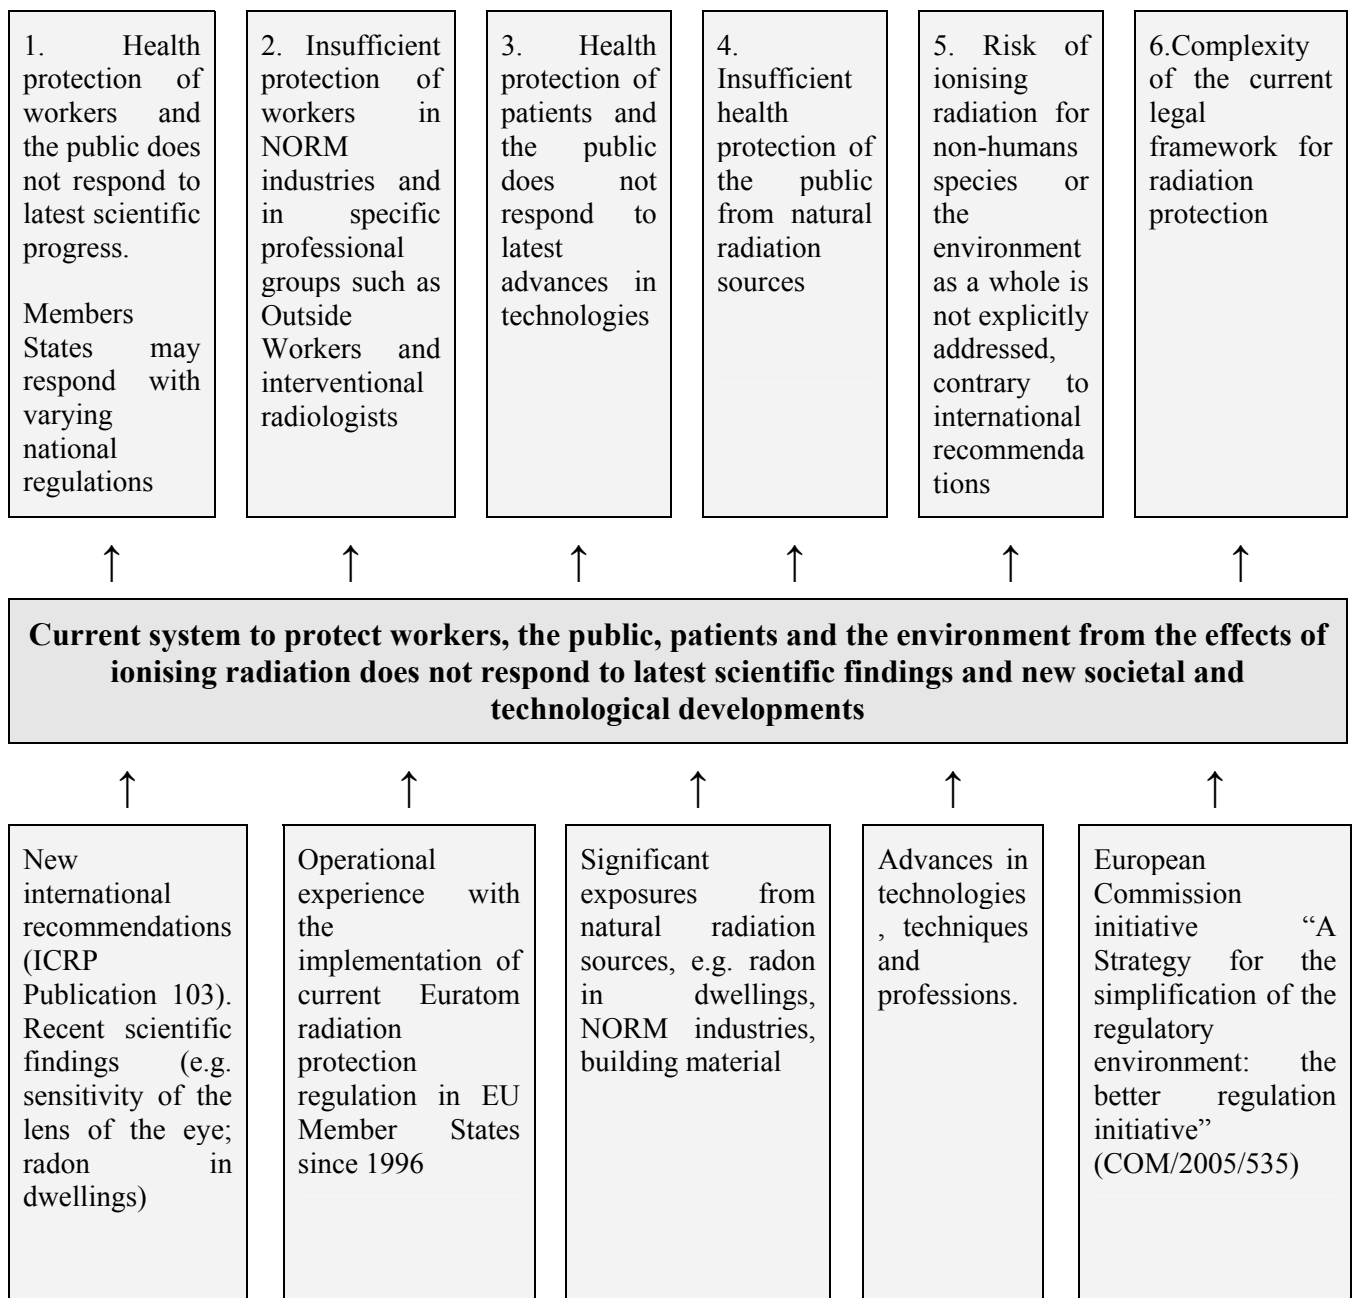 1. Health
protection of
workers and
the public does
not respond to
latest scientific
progress.
Members
States may
respond with
varying
national
regulations
2. Insufficient
protection of
workers in
NORM
industries and
in specific
professional
groups such as
Outside
Workers and
interventional
radiologists
3. Health
protection of
patients and
the public
does not
respond to
latest
advances in
technologies
4.
Insufficient
health
protection of
the public
from natural
radiation
sources
5. Risk of
ionising
radiation for
non-humans
species or
the
environment
as a whole is
not explicitly
addressed,
contrary to
international
recommenda
tions
6.Complexity
of the current
legal
framework for
radiation
protection
↑ ↑ ↑ ↑ ↑ ↑
Current system to protect workers, the public, patients and the environment from the effects of
ionising radiation does not respond to latest scientific findings and new societal and
technological developments
↑ ↑ ↑ ↑ ↑
New
international
recommendations
(ICRP
Publication 103).
Recent scientific
findings (e.g.
sensitivity of the
lens of the eye;
radon in
dwellings)
Operational
experience with
the
implementation of
current Euratom
radiation
protection
regulation in EU
Member States
since 1996
Significant
exposures from
natural radiation
sources, e.g. radon
in dwellings,
NORM industries,
building material
Advances in
technologies
, techniques
and
professions.
European
Commission
initiative “A
Strategy for the
simplification of the
regulatory
environment: the
better regulation
initiative”
(COM/2005/535)